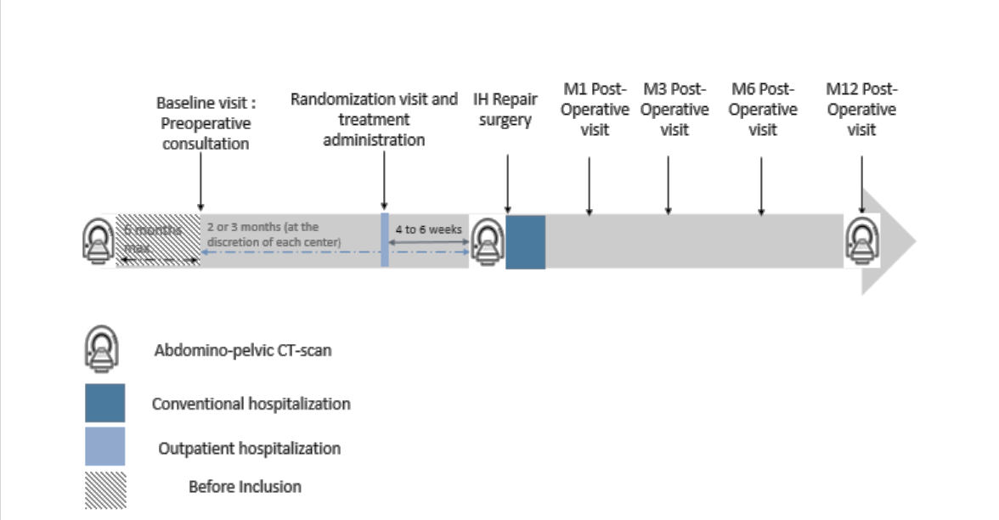 Baseline visit :
Preoperative
consultation
Randomization visit and
treatment
administration
IH Repair
surgery
M1 Post-
Operative
visit
M3 Post-
Operative
visit
M6 Post-
Operative
visit
M12 Post-
Operative
visit
6 months
max
2 or 3 months (at the
discretion of each center)
4 to 6 weeks
Abdomino-pelvic CT-scan
Conventional hospitalization
Outpatient hospitalization
Before Inclusion